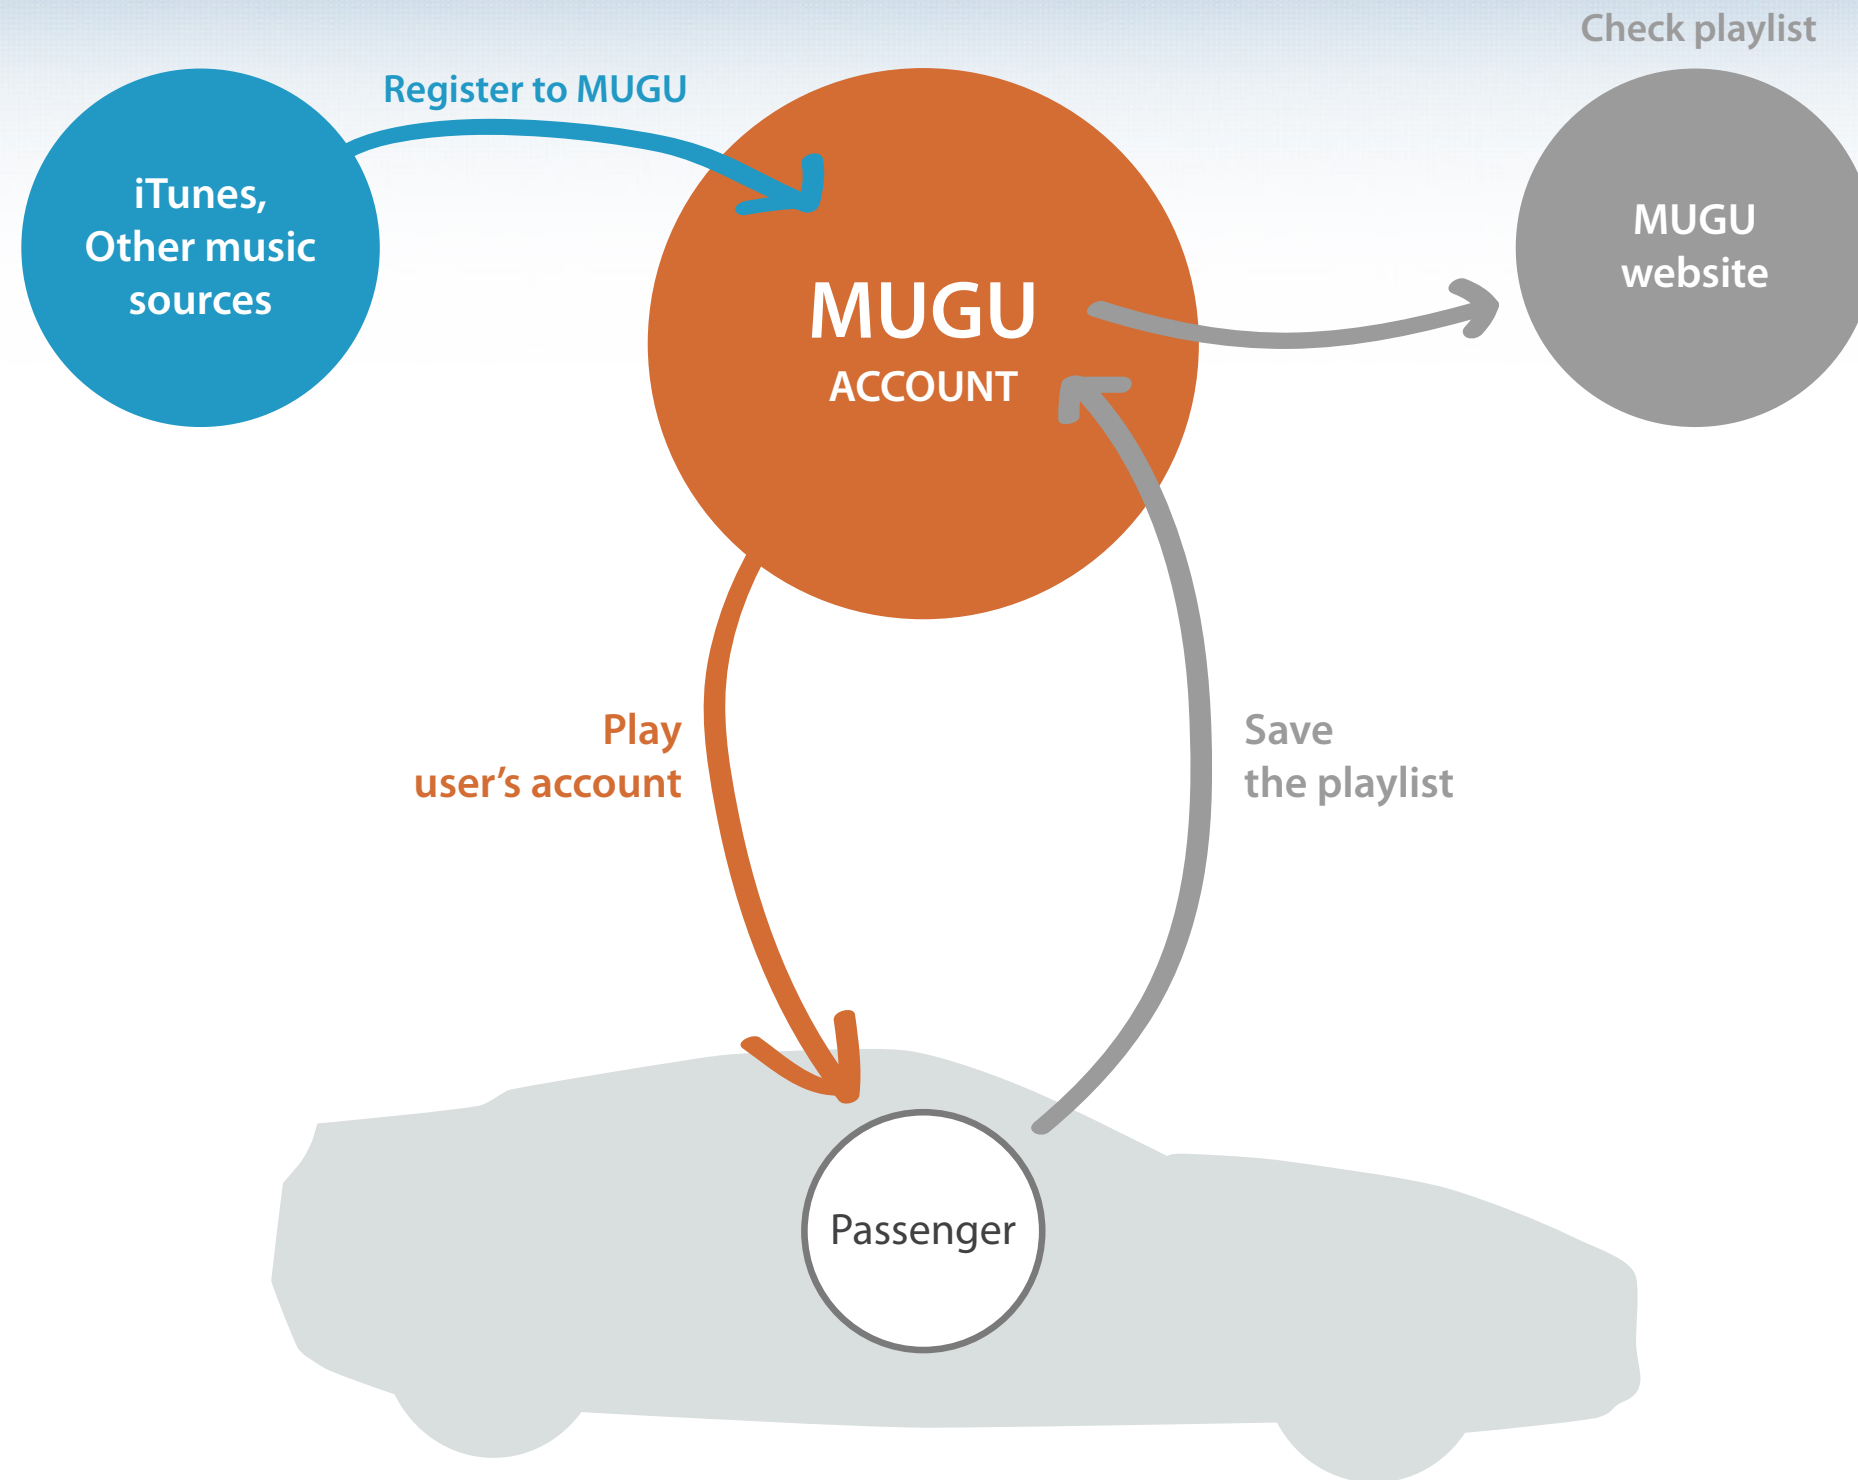 Check playlist
Register to MUGU
iTunes,
Other music
sources
MUGU
ACCOUNT
MUGU
website
Play
user’s account
Save
the playlist
Passenger